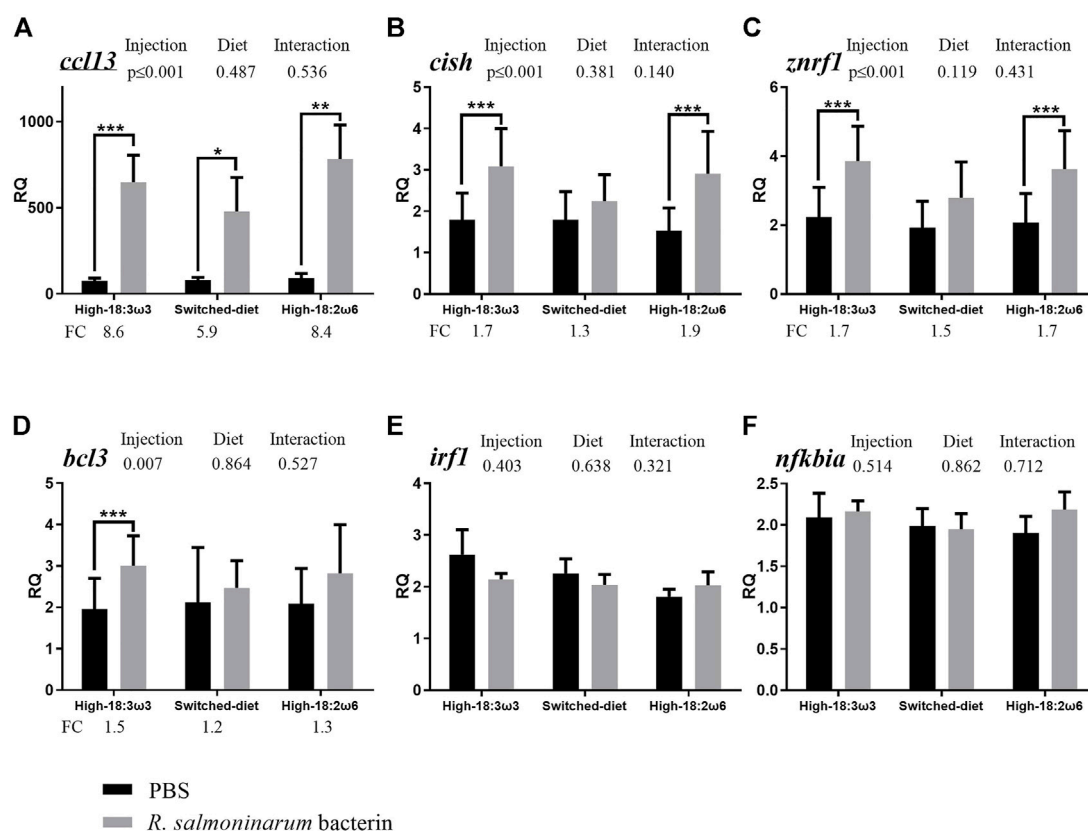 A
ccl13
Injection Diet Interaction
p≤0.001 0.487 0.536
RQ
1000
500
0
***
*
**
High-18:3ω3 Switched-diet High-18:2ω6
FC 8.6 5.9 8.4
B
cish
Injection Diet Interaction
p≤0.001 0.381 0.140
RQ
5
4
3
2
1
0
***
***
High-18:3ω3 Switched-diet High-18:2ω6
FC 1.7 1.3 1.9
C
znrf1
Injection Diet Interaction
p≤0.001 0.119 0.431
RQ
6
4
2
0
***
***
High-18:3ω3 Switched-diet High-18:2ω6
FC 1.7 1.5 1.7
D
bcl3
Injection Diet Interaction
0.007 0.864 0.527
RQ
5
4
3
2
1
0
***
High-18:3ω3 Switched-diet High-18:2ω6
FC 1.5 1.2 1.3
E
irf1
Injection Diet Interaction
0.403 0.638 0.321
RQ
4
3
2
1
0
High-18:3ω3 Switched-diet High-18:2ω6
F
nfkbia
Injection Diet Interaction
0.514 0.862 0.712
RQ
2.5
2.0
1.5
1.0
0.5
0.0
High-18:3ω3 Switched-diet High-18:2ω6
PBS
R. salmoninarum bacterin